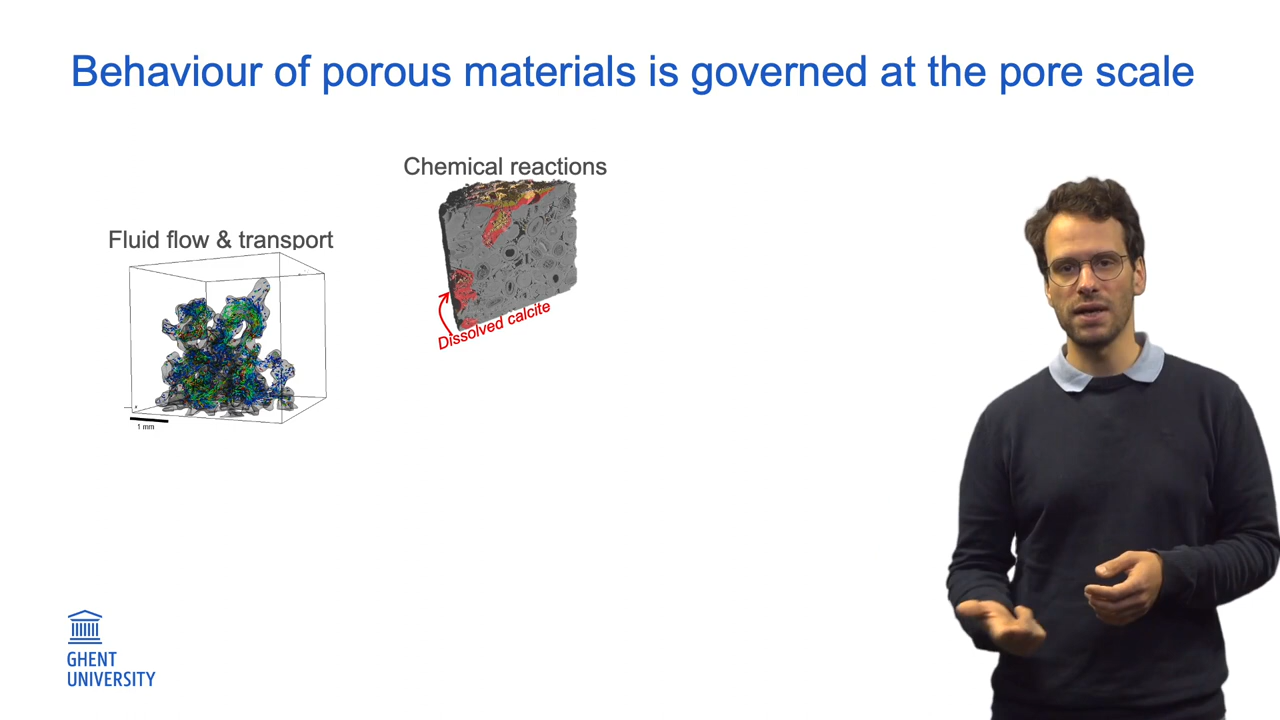 Behaviour of porous materials is governed at the pore scale
Chemical reactions
Fluid flow & transport
Dissolved calcite
1 mm
GHENT
UNIVERSITY